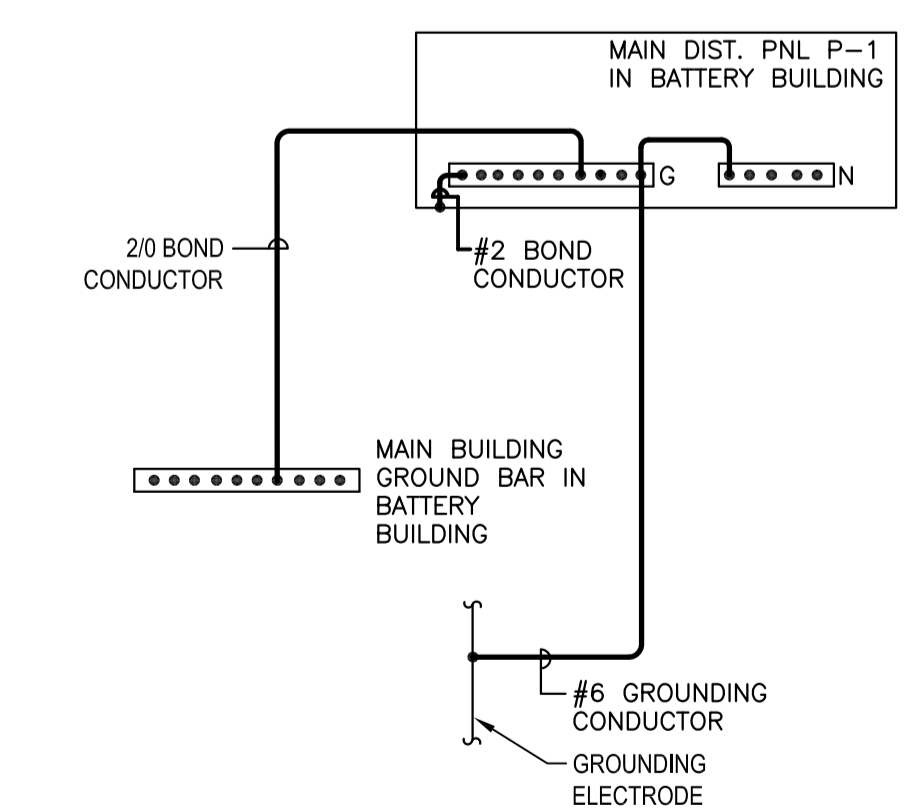 MAIN DIST. PNL P-1
IN BATTERY BUILDING
G
N
2/0 BOND
CONDUCTOR
#2 BOND
CONDUCTOR
MAIN BUILDING
GROUND BAR IN
BATTERY
BUILDING
#6 GROUNDING
CONDUCTOR
GROUNDING
ELECTRODE